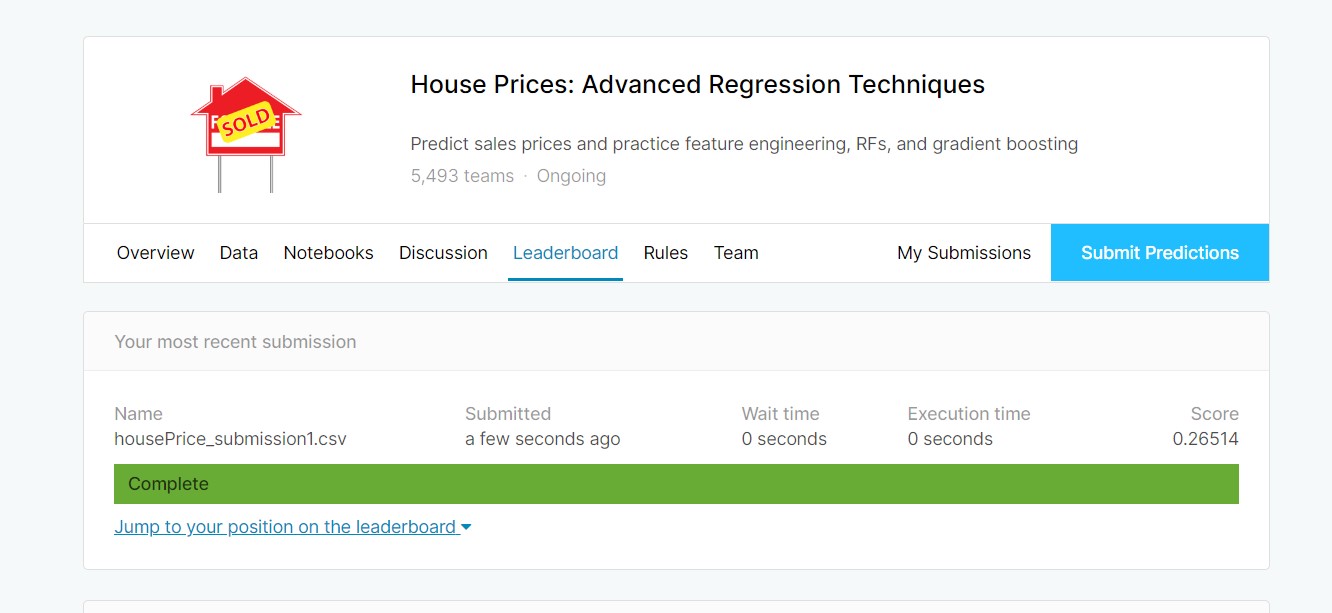 SOLD
House Prices: Advanced Regression Techniques
Predict sales prices and practice feature engineering, RFs, and gradient boosting
5,493 teams · Ongoing
Overview Data Notebooks Discussion Leaderboard Rules Team My Submissions Submit Predictions
Your most recent submission
Name Submitted Wait time Execution time Score
housePrice_submission1.csv a few seconds ago 0 seconds 0 seconds 0.26514
Complete
Jump to your position on the leaderboard